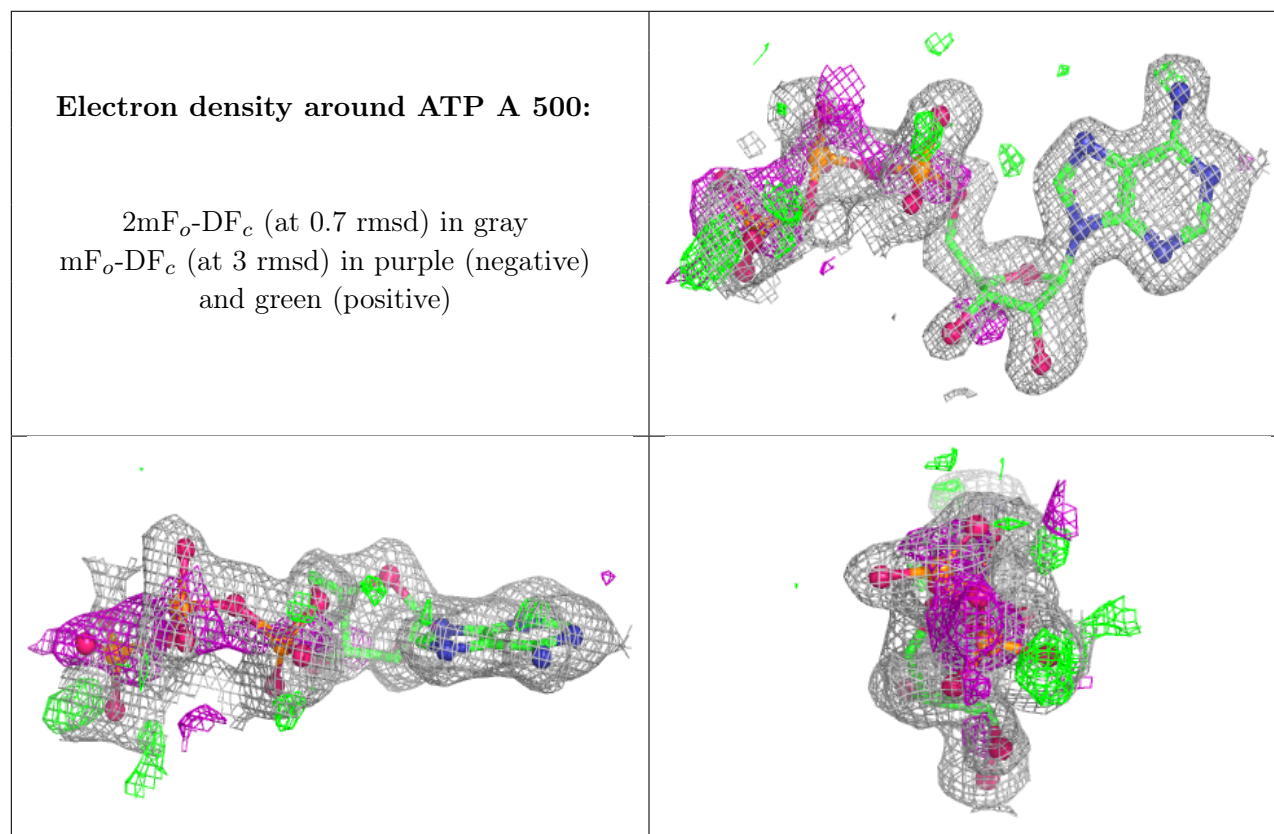 Electron density around ATP A 500:
2mFo-DFc (at 0.7 rmsd) in gray
mFo-DFc (at 3 rmsd) in purple (negative)
and green (positive)